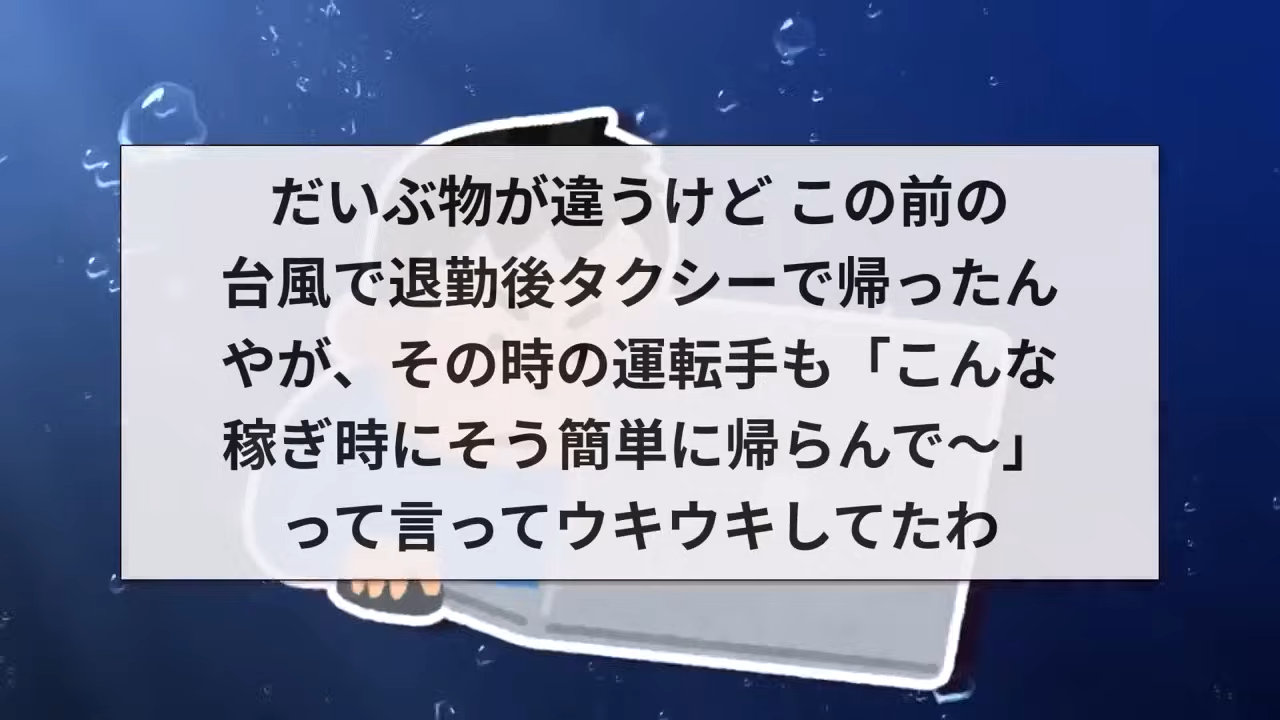 だいぶ物が違うけど この前の
台風で退勤後タクシーで帰ったん
やが、その時の運転手も「こんな
稼ぎ時にそう簡単に帰らんで〜」
って言ってウキウキしてたわ